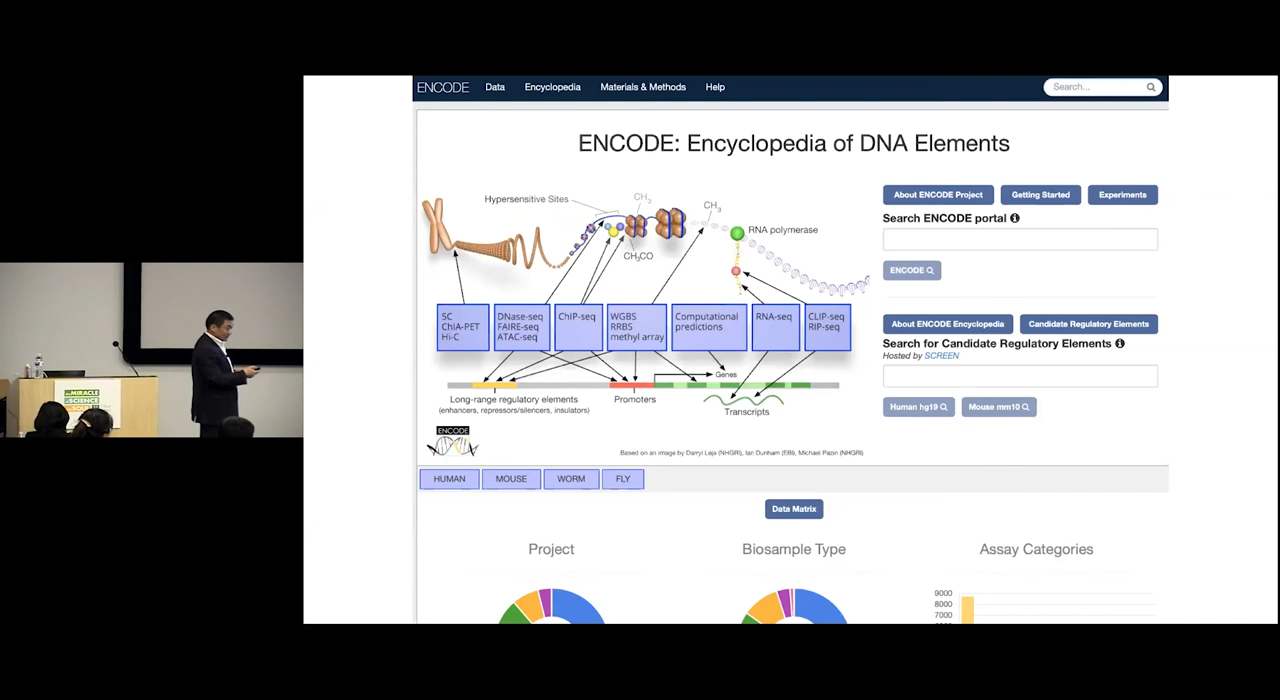 ENCODE Data Encyclopedia Materials & Methods Help Search...
ENCODE: Encyclopedia of DNA Elements
Hypersensitive Sites
CH3
CH3
RNA polymerase
CH3CO
5C
ChIA-PET
Hi-C
DNase-seq
FAIRE-seq
ATAC-seq
ChIP-seq
WGBS
RRBS
methyl array
Computational
predictions
RNA-seq
CLIP-seq
RIP-seq
Genes
Long-range regulatory elements
(enhancers, repressors/silencers, insulators)
Promoters
Transcripts
ENCODE
Based on an image by Darryl Leja (NHGRI), Ian Dunham (EBI), Michael Pazin (NHGRI)
About ENCODE Project Getting Started Experiments
Search ENCODE portal
ENCODE
About ENCODE Encyclopedia Candidate Regulatory Elements
Search for Candidate Regulatory Elements
Hosted by SCREEN
Human hg19 Mouse mm10
HUMAN MOUSE WORM FLY
Data Matrix
Project Biosample Type Assay Categories
9000
8000
7000
MIRACLE
SCIENCE